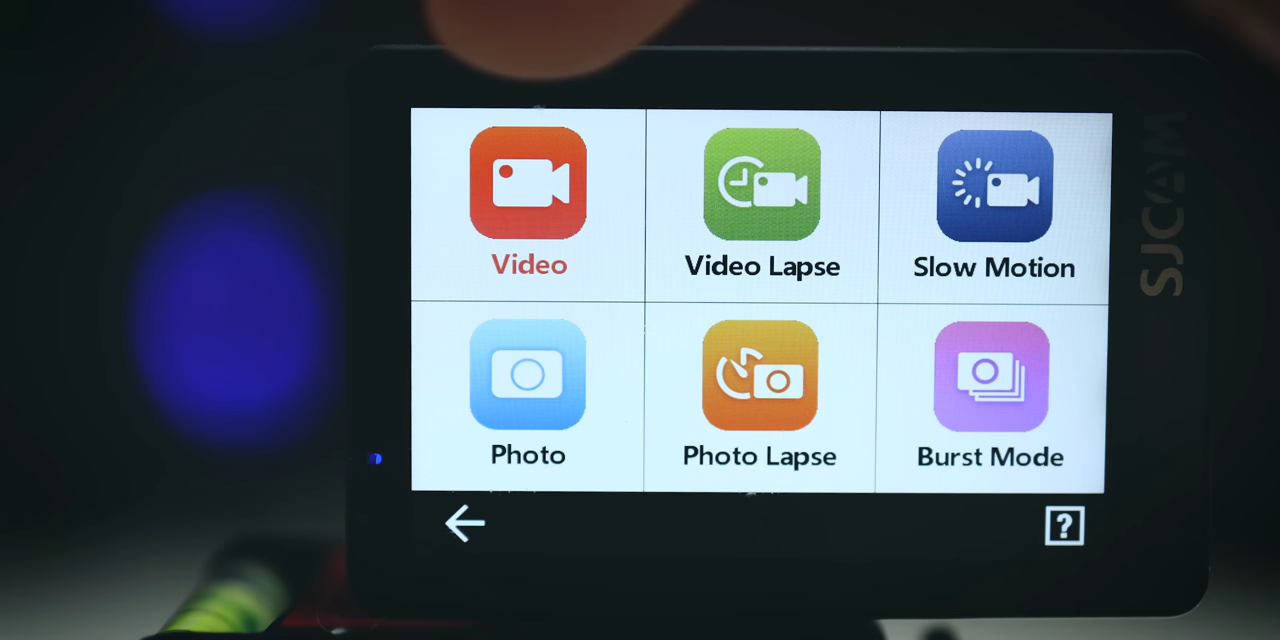 Video
Video Lapse
Slow Motion
Photo
Photo Lapse
Burst Mode
?
SJCAM